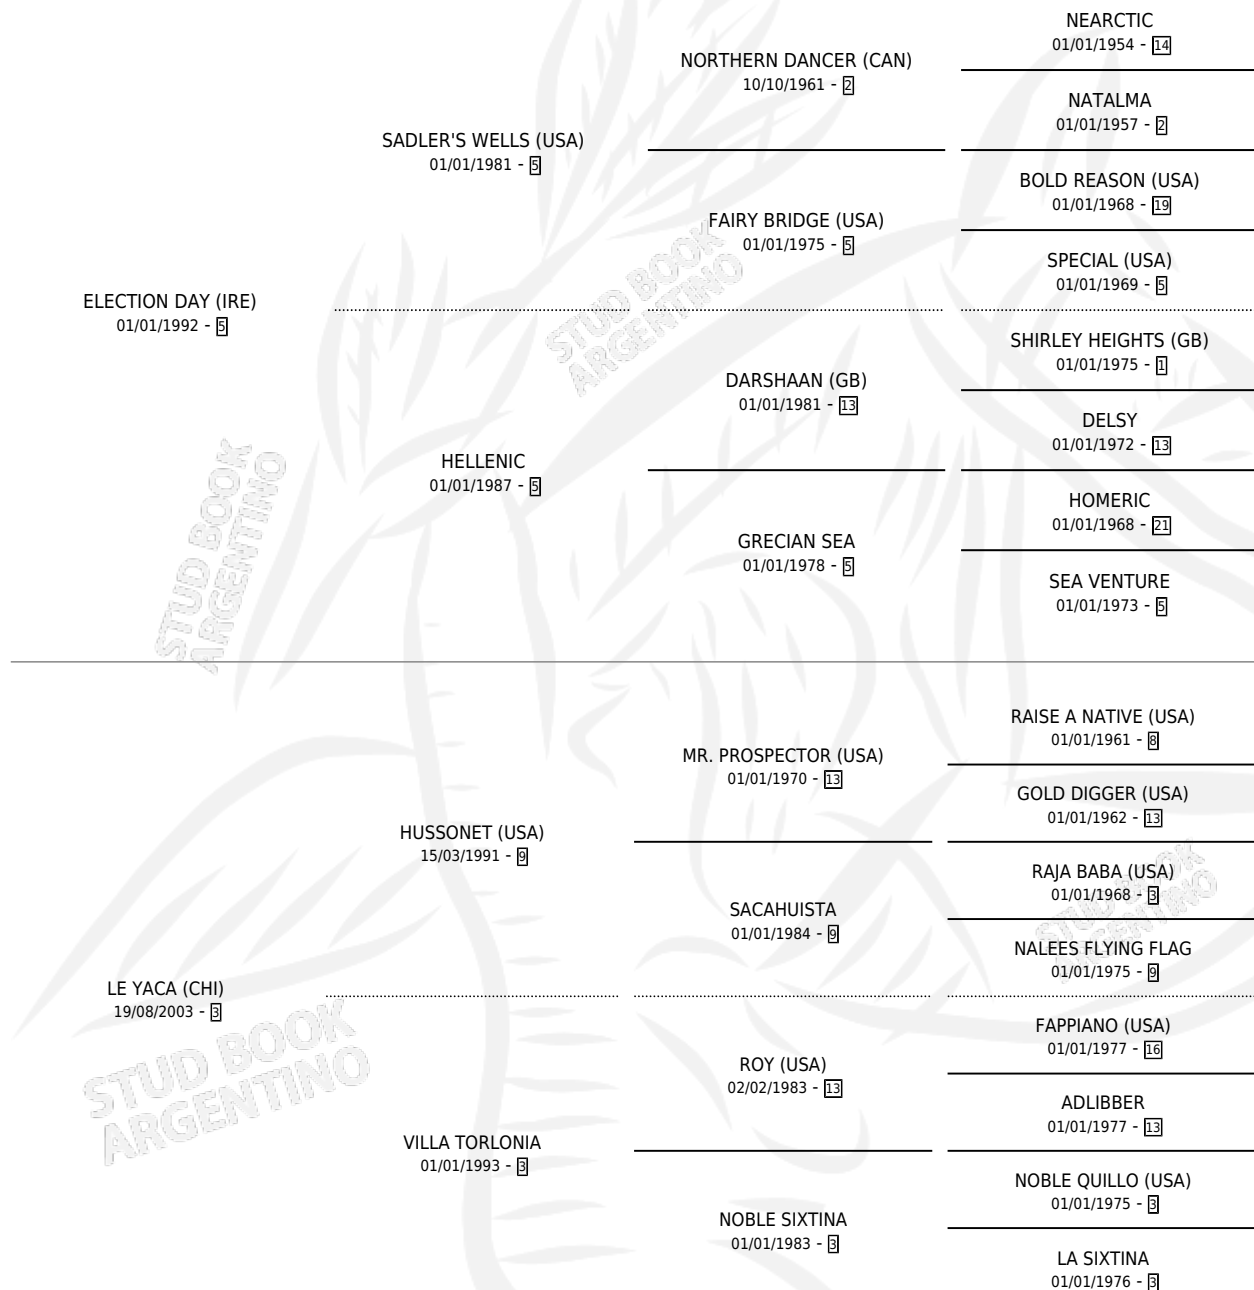 NEARCTIC
01/01/1954 - 14
NORTHERN DANCER (CAN)
10/10/1961 - 2
NATALMA
01/01/1957 - 2
SADLER'S WELLS (USA)
01/01/1981 - 5
BOLD REASON (USA)
01/01/1968 - 19
FAIRY BRIDGE (USA)
01/01/1975 - 5
SPECIAL (USA)
01/01/1969 - 5
ELECTION DAY (IRE)
01/01/1992 - 5
SHIRLEY HEIGHTS (GB)
01/01/1975 - 1
DARSHAAN (GB)
01/01/1981 - 13
DELSY
01/01/1972 - 13
HELLENIC
01/01/1987 - 5
HOMERIC
01/01/1968 - 21
GRECIAN SEA
01/01/1978 - 5
SEA VENTURE
01/01/1973 - 5
RAISE A NATIVE (USA)
01/01/1961 - 8
MR. PROSPECTOR (USA)
01/01/1970 - 13
GOLD DIGGER (USA)
01/01/1962 - 13
HUSSONET (USA)
15/03/1991 - 9
RAJA BABA (USA)
01/01/1968 - 3
SACAHUISTA
01/01/1984 - 9
NALEES FLYING FLAG
01/01/1975 - 9
LE YACA (CHI)
19/08/2003 - 3
FAPPIANO (USA)
01/01/1977 - 16
ROY (USA)
02/02/1983 - 13
ADLIBBER
01/01/1977 - 13
VILLA TORLONIA
01/01/1993 - 3
NOBLE QUILLO (USA)
01/01/1975 - 3
NOBLE SIXTINA
01/01/1983 - 3
LA SIXTINA
01/01/1976 - 3
STUD BOOK
ARGENTINO
STUD BOOK
ARGENTINO
STUD BOOK
ARGENTINO
STUD BOOK
ARGENTINO